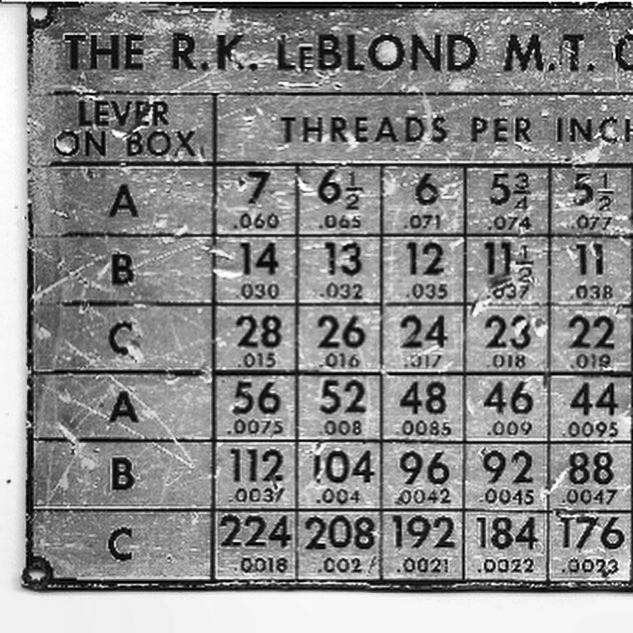 THE R.K. LeBLOND M.T.
LEVER
ON BOX
THREADS PER INCH
A 7 6½ 6 5¾ 5½
.060 .065 .071 .074 .077
B 14 13 12 11½ 11
.030 .032 .035 .037 .038
C 28 26 24 23 22
.015 .016 .017 .018 .019
A 56 52 48 46 44
.0075 .008 .0085 .009 .0095
B 112 104 96 92 88
.0037 .004 .0042 .0045 .0047
C 224 208 192 184 176
.0018 .002 .0021 .0022 .0023